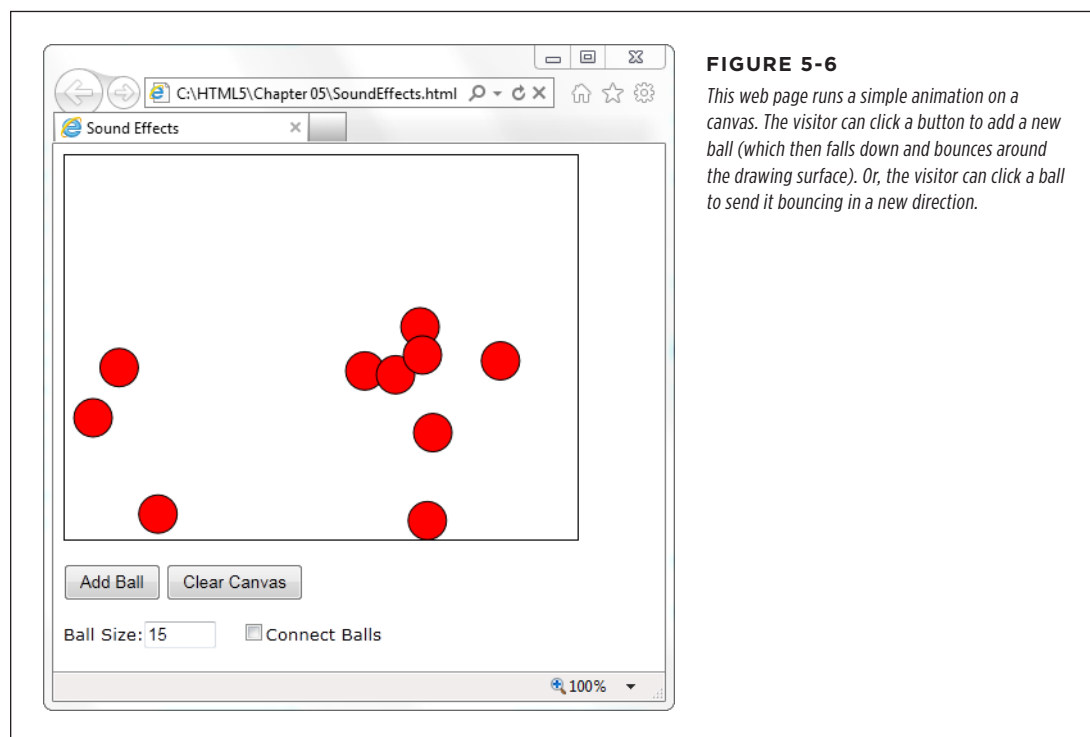 C:\HTML5\Chapter 05\SoundEffects.html
Sound Effects
Add Ball
Clear Canvas
Ball Size: 15
Connect Balls
100%
FIGURE 5-6
This web page runs a simple animation on a
canvas. The visitor can click a button to add a new
ball (which then falls down and bounces around
the drawing surface). Or, the visitor can click a ball
to send it bouncing in a new direction.